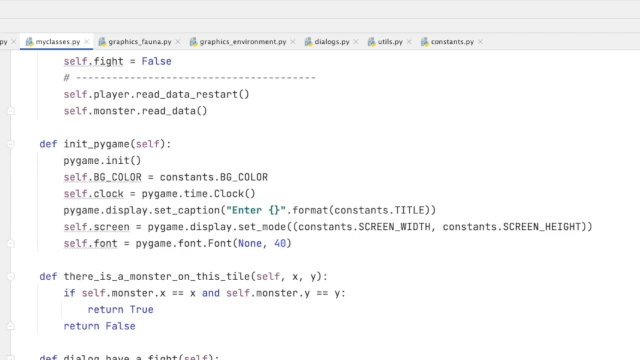 py myclasses.py graphics_fauna.py graphics_environment.py dialogs.py utils.py constants.py
self.fight = False
# ----------------------------------------
self.player.read_data_restart()
self.monster.read_data()
def init_pygame(self):
pygame.init()
self.BG_COLOR = constants.BG_COLOR
self.clock = pygame.time.Clock()
pygame.display.set_caption("Enter {}".format(constants.TITLE))
self.screen = pygame.display.set_mode((constants.SCREEN_WIDTH, constants.SCREEN_HEIGHT))
self.font = pygame.font.Font(None, 40)
def there_is_a_monster_on_this_tile(self, x, y):
if self.monster.x == x and self.monster.y == y:
return True
return False
def dialog_have_a_fight(self):